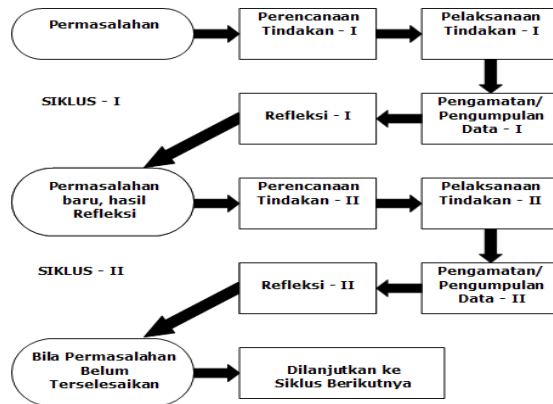 Permasalahan
Perencanaan
Tindakan - I
Pelaksanaan
Tindakan - I
SIKLUS - I
Refleksi - I
Pengamatan/
Pengumpulan
Data - I
Permasalahan
baru, hasil
Refleksi
Perencanaan
Tindakan - II
Pelaksanaan
Tindakan - II
SIKLUS - II
Refleksi - II
Pengamatan/
Pengumpulan
Data - II
Bila Permasalahan
Belum
Terselesaikan
Dilanjutkan ke
Siklus Berikutnya